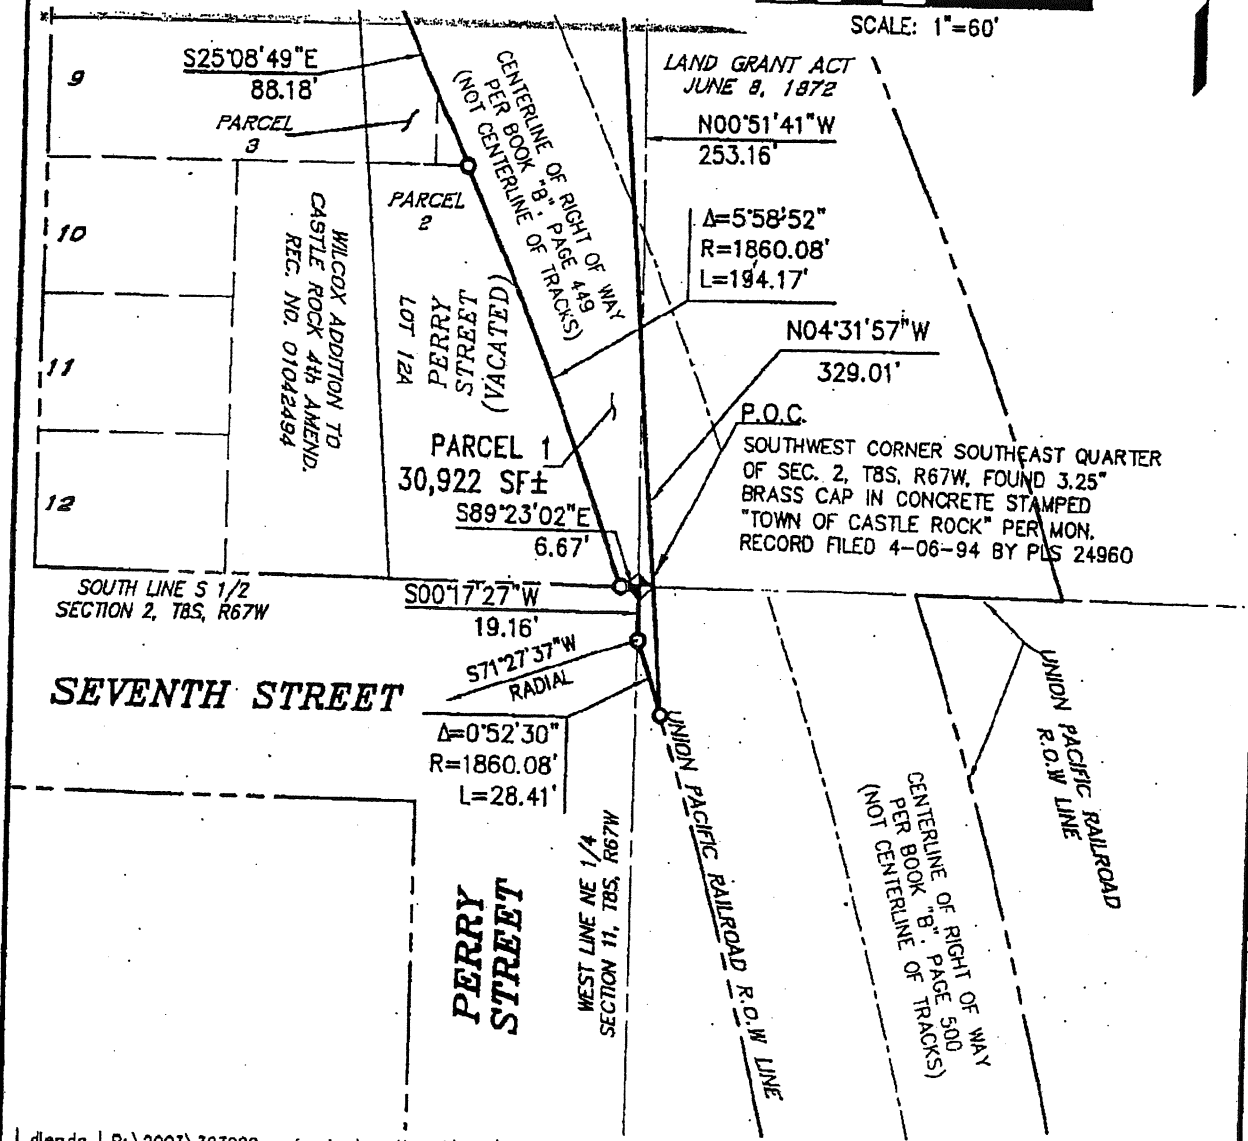 SCALE: 1"=60'
S25°08'49"E
88.18'
9
PARCEL
3
CENTERLINE OF RIGHT OF WAY
PER BOOK "B", PAGE 449
(NOT CENTERLINE OF TRACKS)
LAND GRANT ACT
JUNE 8, 1872
N00°51'41"W
253.16'
PARCEL
2
10
WILCOX ADDITION TO
CASTLE ROCK 4th AMEND.
REC. NO. 01042494
Δ=5°58'52"
R=1860.08'
L=194.17'
LOT 12A
PERRY
STREET
(VACATED)
N04°31'57"W
329.01'
11
P.O.C.
SOUTHWEST CORNER SOUTHEAST QUARTER
OF SEC. 2, T8S, R67W, FOUND 3.25"
BRASS CAP IN CONCRETE STAMPED
"TOWN OF CASTLE ROCK" PER MON.
RECORD FILED 4-06-94 BY PLS 24960
PARCEL 1
30,922 SF±
12
S89°23'02"E
6.67'
SOUTH LINE S 1/2
SECTION 2, T8S, R67W
S00°17'27"W
19.16'
S71°27'37"W
RADIAL
SEVENTH STREET
Δ=0°52'30"
R=1860.08'
L=28.41'
UNION PACIFIC RAILROAD
R.O.W LINE
UNION PACIFIC RAILROAD R.O.W LINE
CENTERLINE OF RIGHT OF WAY
PER BOOK "B", PAGE 500
(NOT CENTERLINE OF TRACKS)
WEST LINE NE 1/4
SECTION 11, T8S, R67W
PERRY
STREET